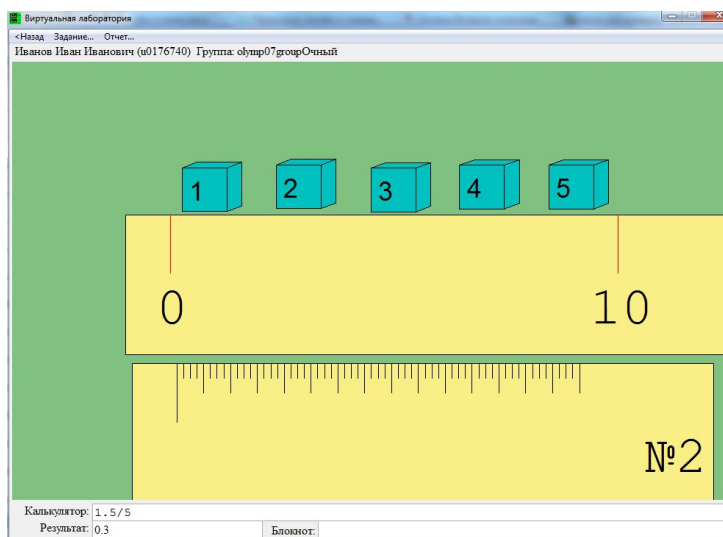 Виртуальная лаборатория
<Назад Задание... Отчет...
Иванов Иван Иванович (u0176740) Группа: olymp07groupОчный
1 2 3 4 5
0 10
№2
Калькулятор: 1.5/5
Результат: 0.3 Блокнот: